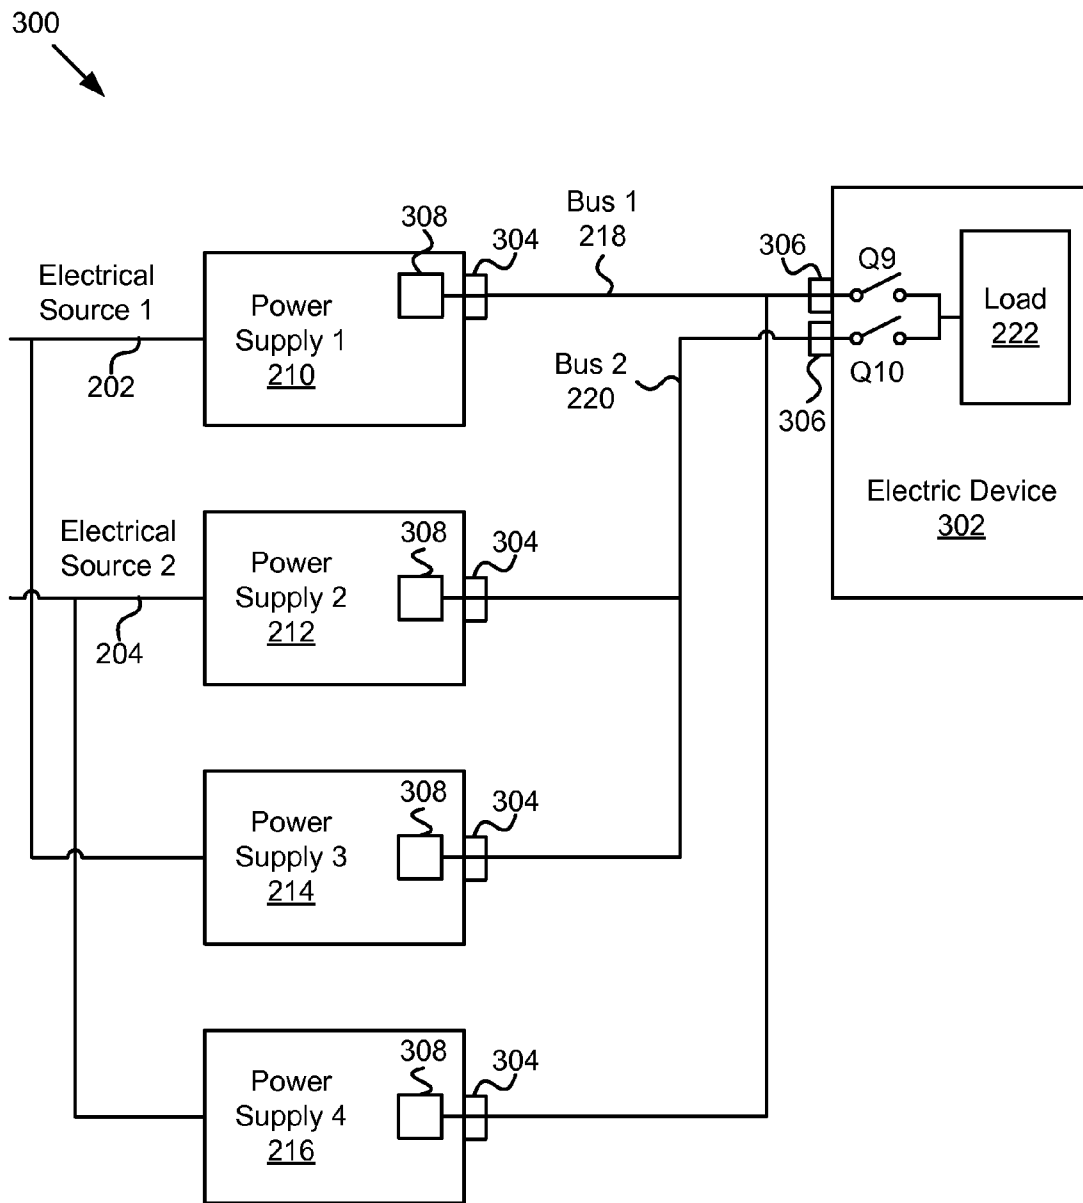 300
308
304
Bus 1
218
306
Q9
Electrical
Source 1
Power
Supply 1
210
Load
222
202
Bus 2
220
Q10
306
Electrical
Source 2
308
304
Power
Supply 2
212
Electric Device
302
204
308
304
Power
Supply 3
214
308
304
Power
Supply 4
216